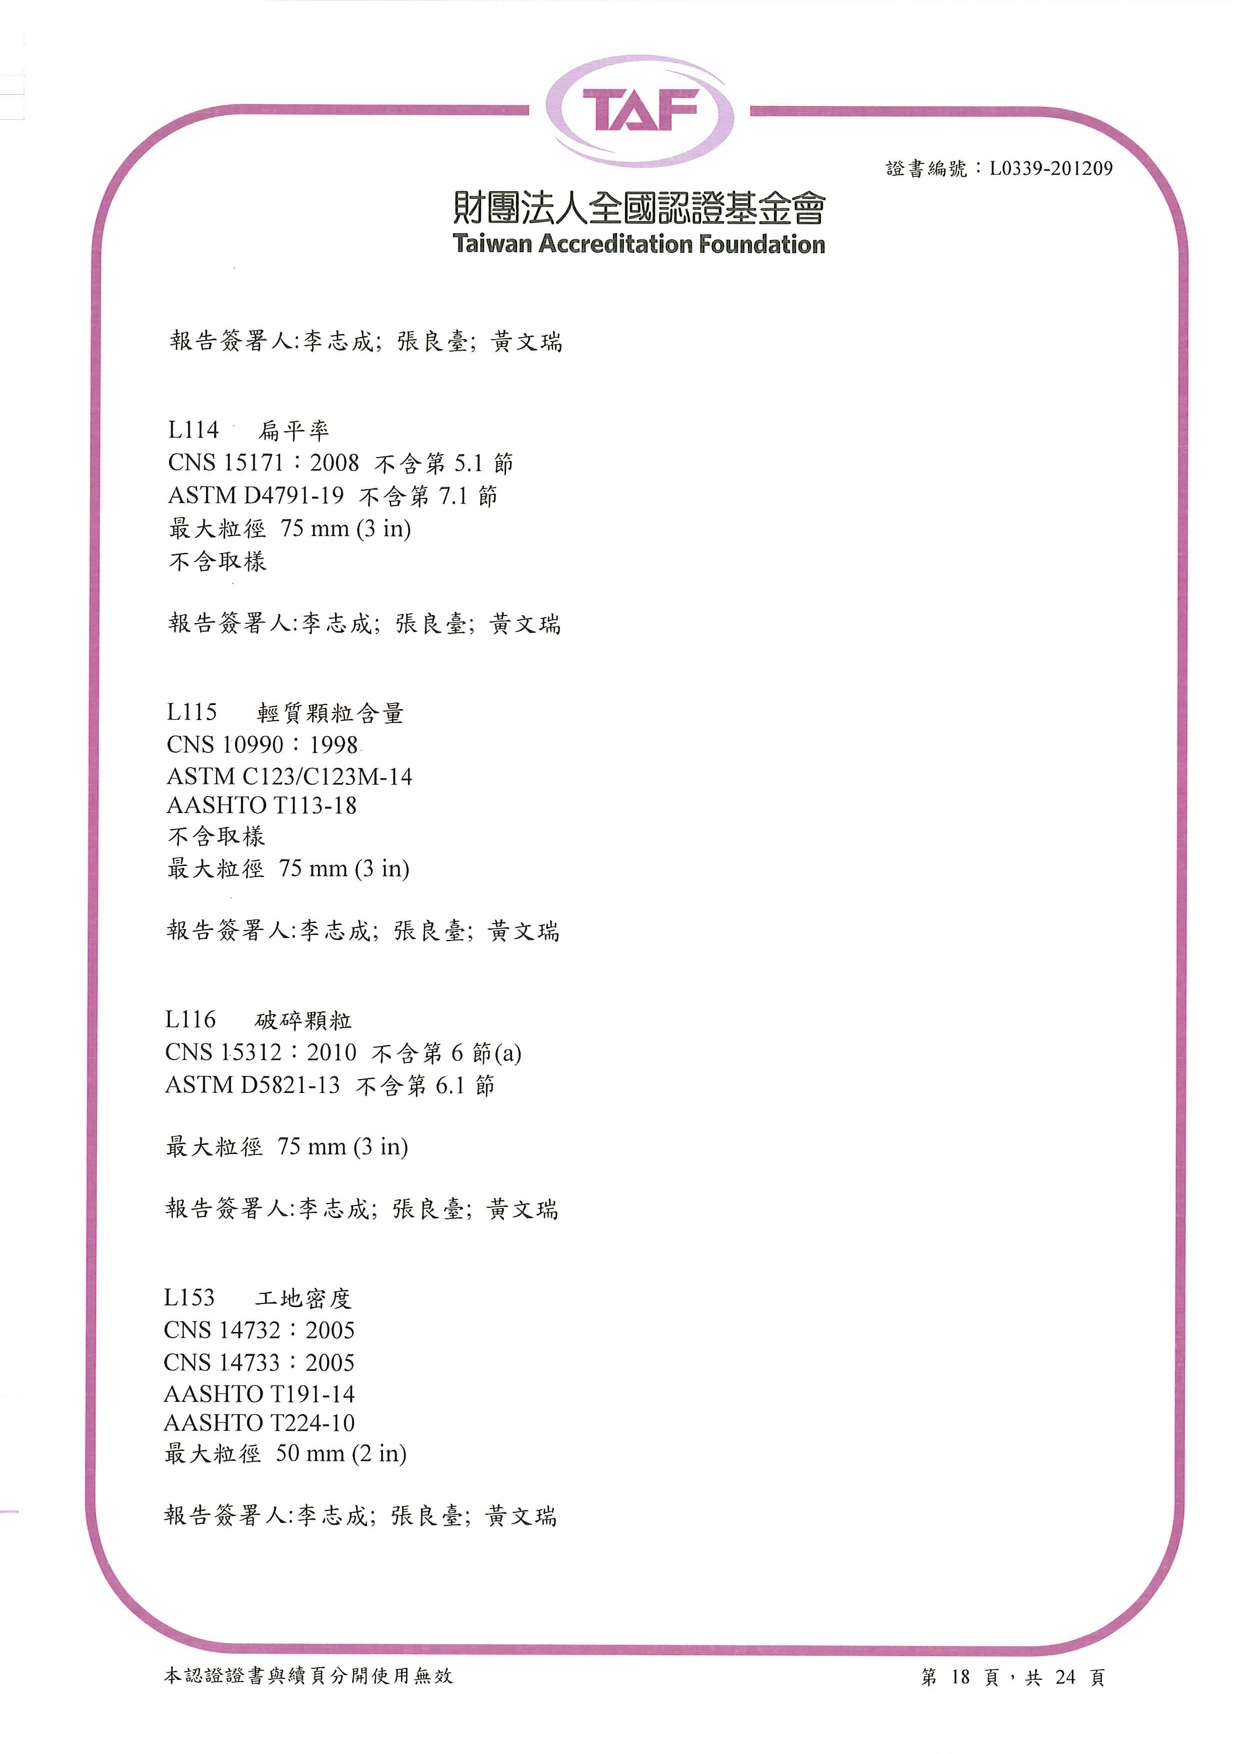 TAF
證書編號：L0339-201209
財團法人全國認證基金會
Taiwan Accreditation Foundation
報告簽署人:李志成; 張良臺; 黃文瑞
L114 扁平率
CNS 15171：2008 不含第 5.1 節
ASTM D4791-19 不含第 7.1 節
最大粒徑 75 mm (3 in)
不含取樣
報告簽署人:李志成; 張良臺; 黃文瑞
L115 輕質顆粒含量
CNS 10990：1998
ASTM C123/C123M-14
AASHTO T113-18
不含取樣
最大粒徑 75 mm (3 in)
報告簽署人:李志成; 張良臺; 黃文瑞
L116 破碎顆粒
CNS 15312：2010 不含第 6 節(a)
ASTM D5821-13 不含第 6.1 節
最大粒徑 75 mm (3 in)
報告簽署人:李志成; 張良臺; 黃文瑞
L153 工地密度
CNS 14732：2005
CNS 14733：2005
AASHTO T191-14
AASHTO T224-10
最大粒徑 50 mm (2 in)
報告簽署人:李志成; 張良臺; 黃文瑞
本認證證書與續頁分開使用無效
第 18 頁，共 24 頁